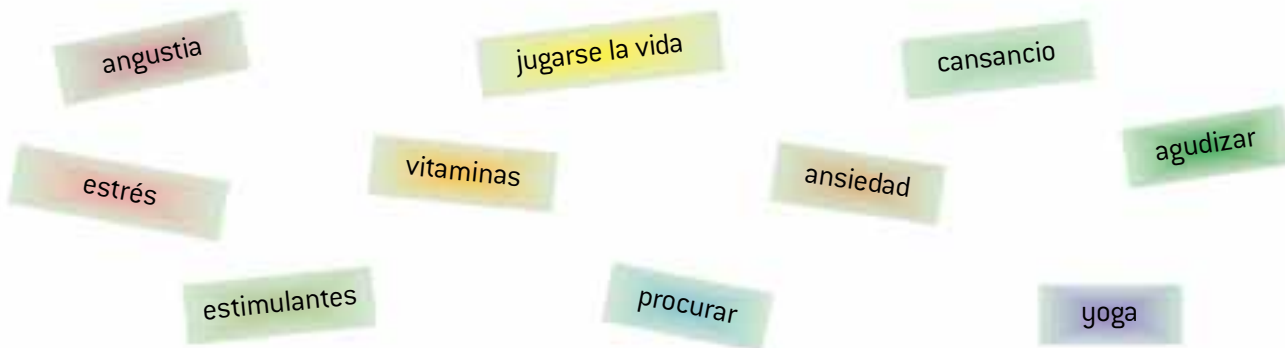 angustia
jugarse la vida
cansancio
agudizar
estrés
vitaminas
ansiedad
estimulantes
procurar
yoga